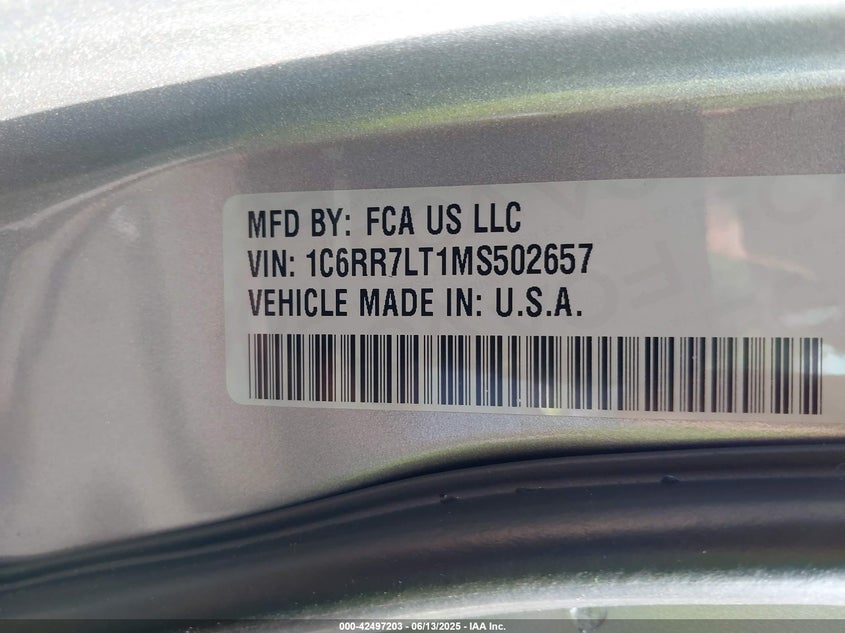 MFD BY: FCA US LLC
VIN: 1C6RR7LT1MS502657
VEHICLE MADE IN: U.S.A.
000-42497203 - 06/13/2025 - IAA Inc.